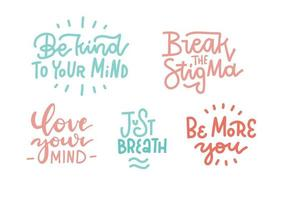 Be kind
TO YOUR MiND
Break
THE
STiGMA
love
your
MIND
JUST
BREATH
BE MORE
you